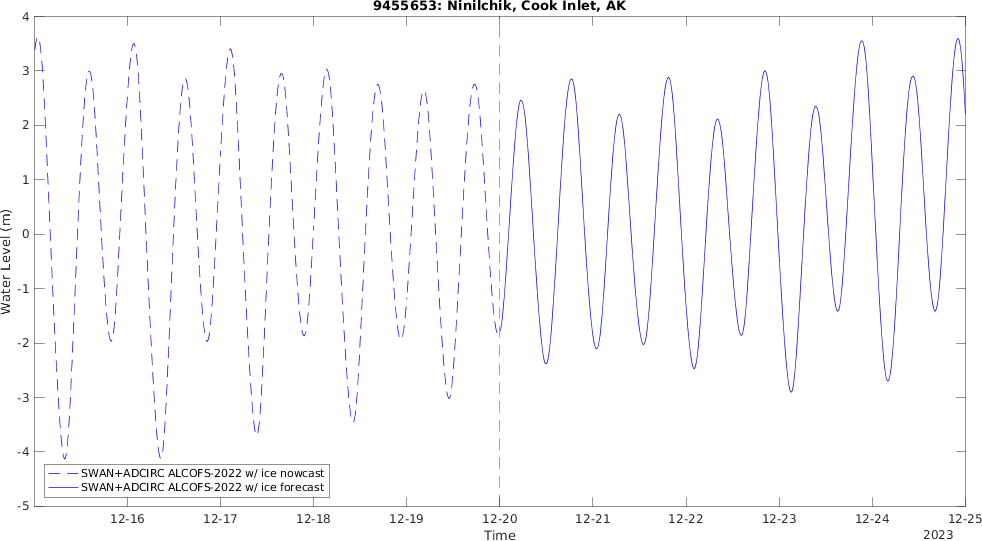 9455653: Ninilchik, Cook Inlet, AK
4
3
2
1
0
-1
-2
-3
-4
-5
Water Level (m)
SWAN+ADCIRC ALCOFS-2022 w/ ice nowcast
SWAN+ADCIRC ALCOFS-2022 w/ ice forecast
12-16 12-17 12-18 12-19 12-20 12-21 12-22 12-23 12-24 12-25
Time
2023